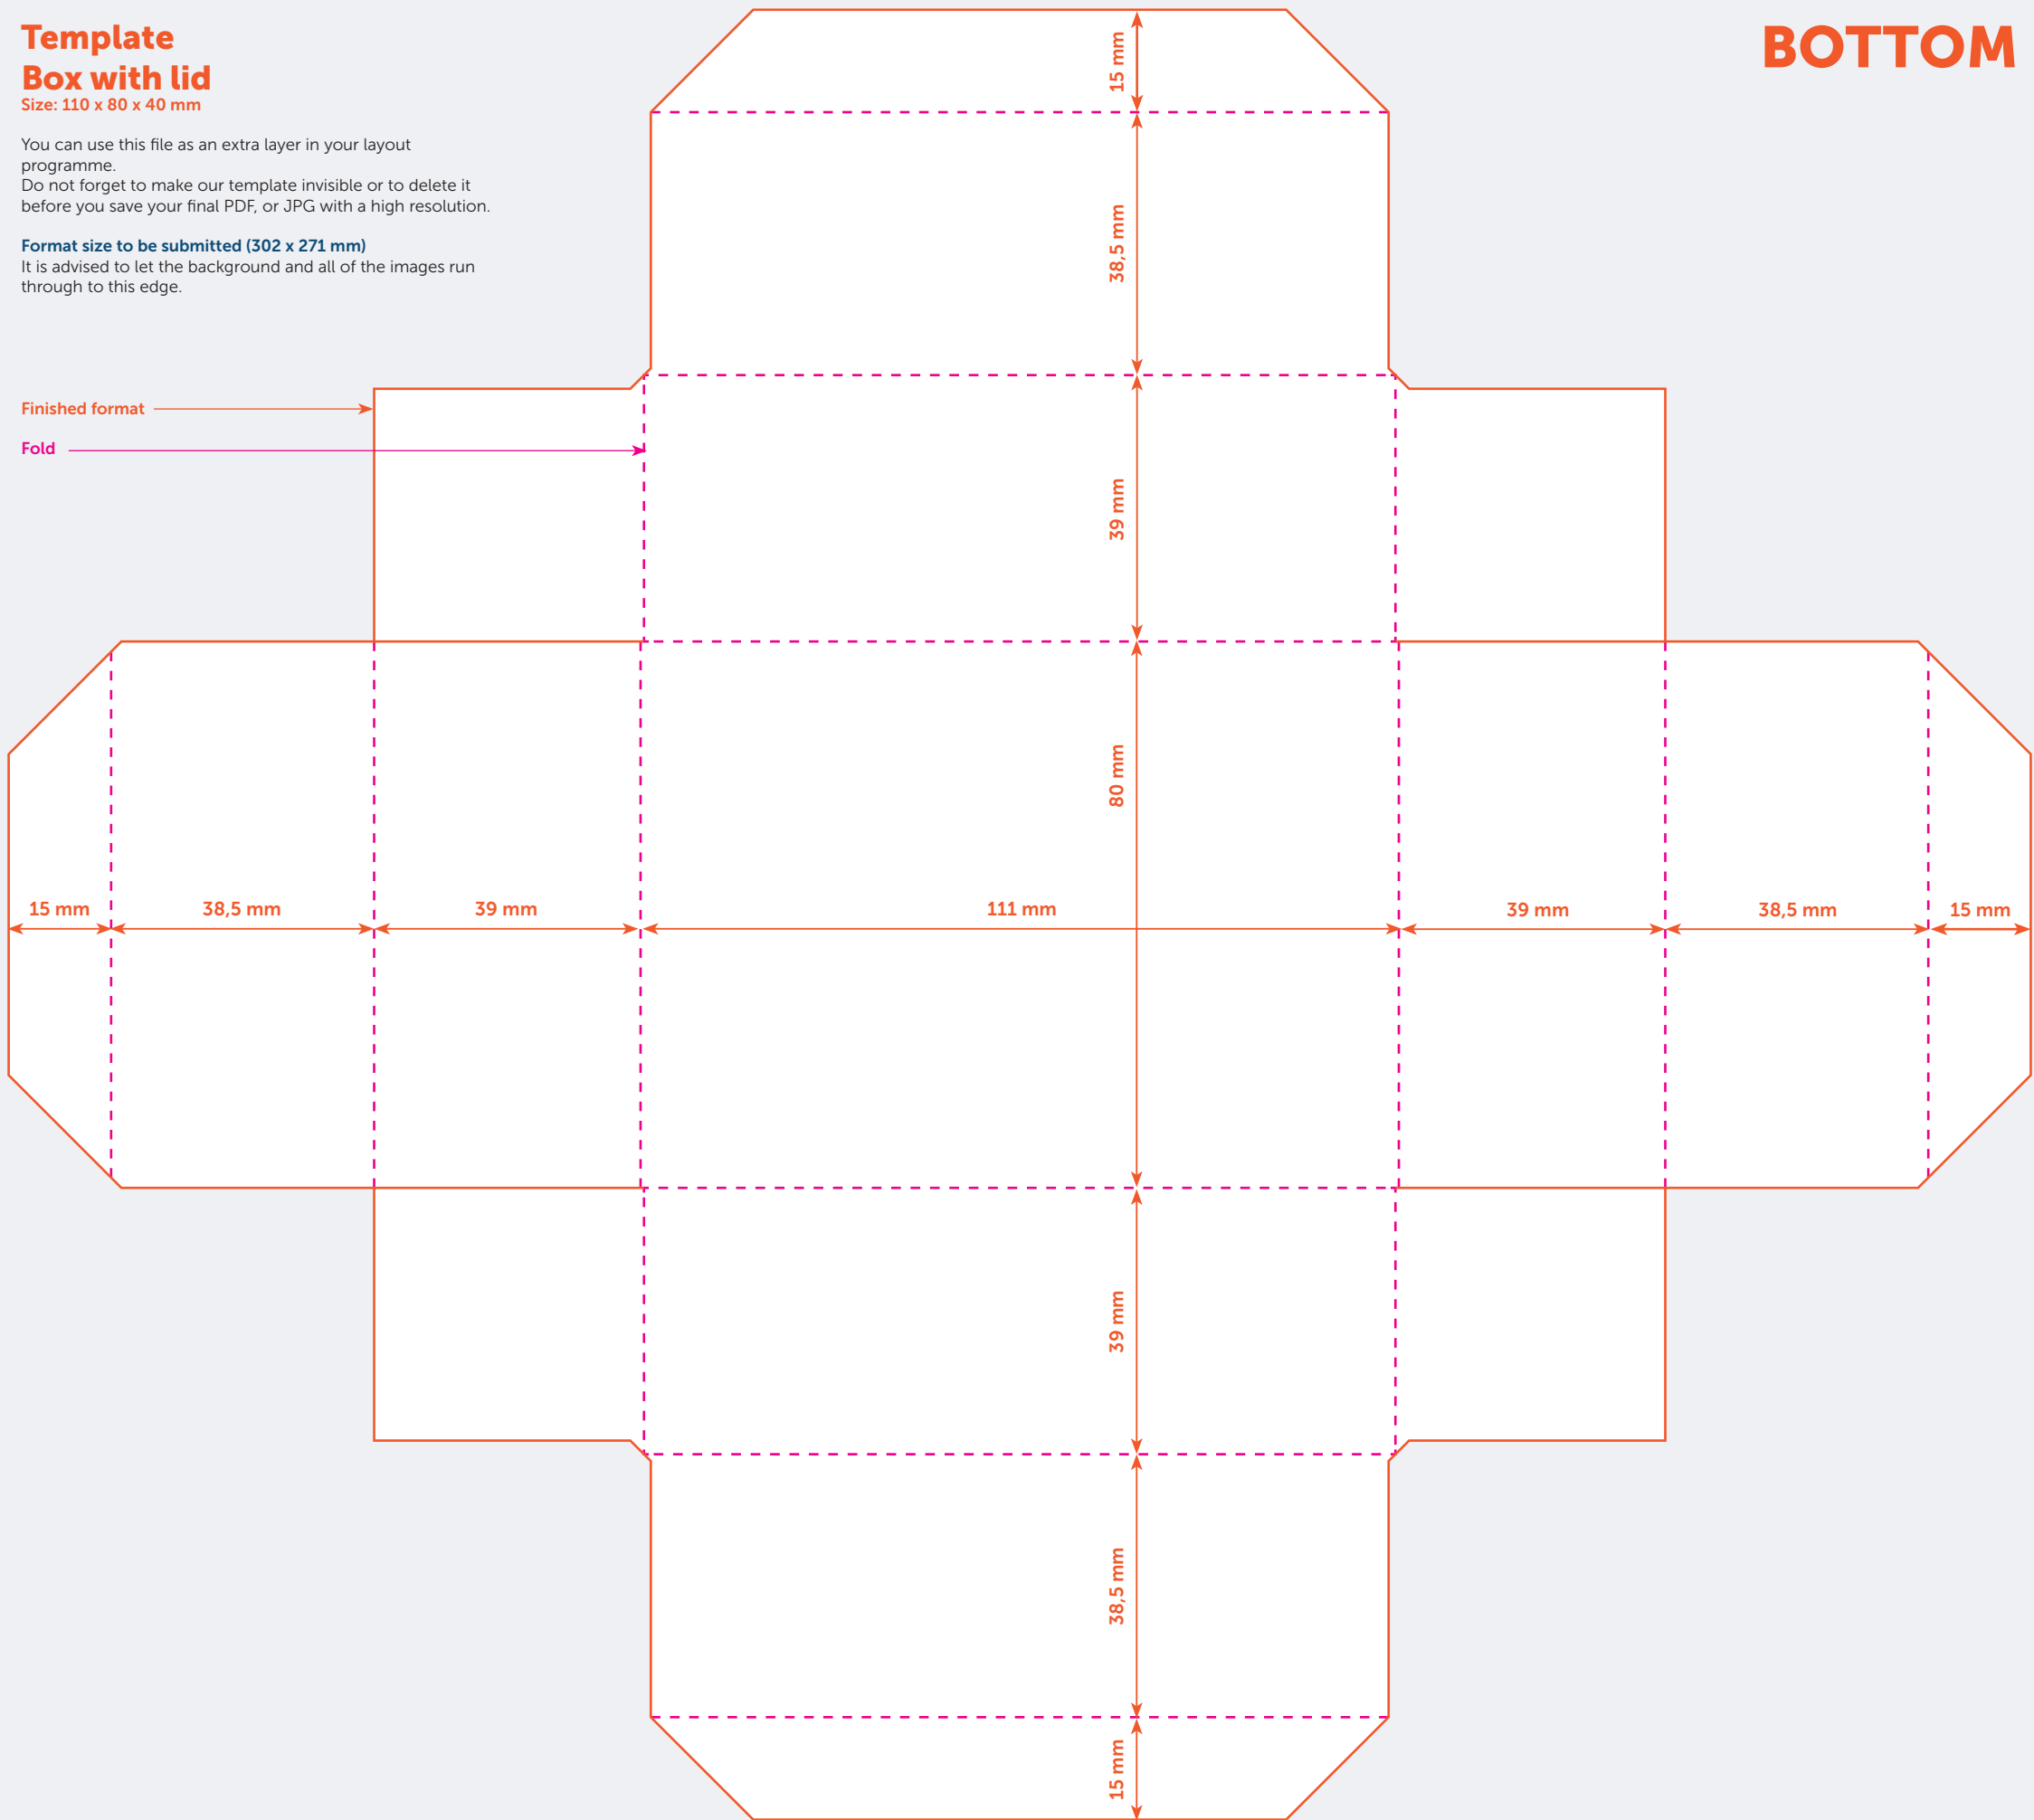 Template
Box with lid
Size: 110 x 80 x 40 mm
BOTTOM
You can use this file as an extra layer in your layout
programme.
Do not forget to make our template invisible or to delete it
before you save your final PDF, or JPG with a high resolution.
Format size to be submitted (302 x 271 mm)
It is advised to let the background and all of the images run
through to this edge.
Finished format
Fold
15 mm
38,5 mm
39 mm
80 mm
15 mm
38,5 mm
39 mm
111 mm
39 mm
38,5 mm
15 mm
39 mm
38,5 mm
15 mm